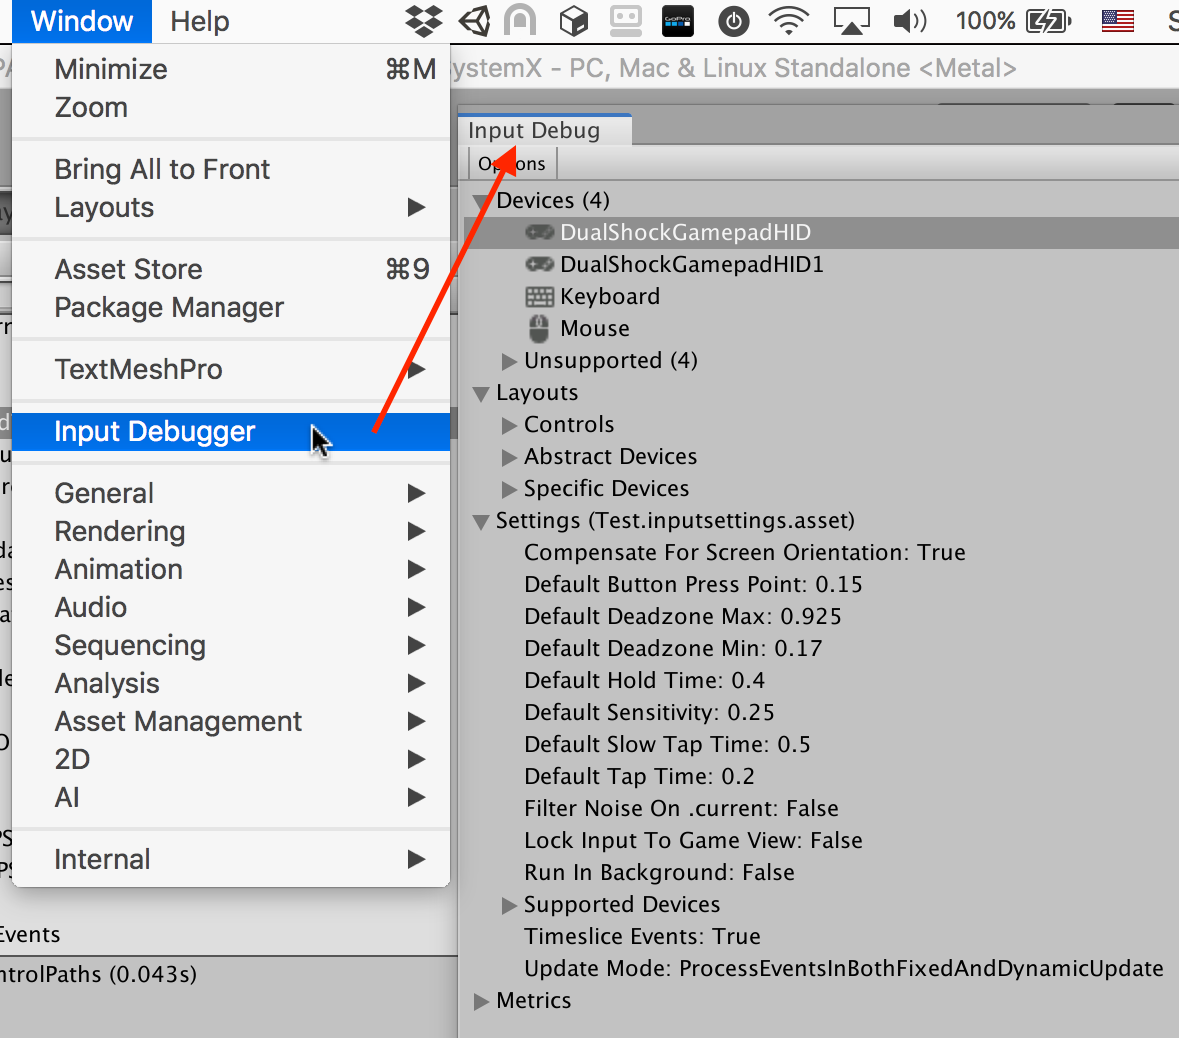 Window Help
GoPro
100%
ystemX - PC, Mac & Linux Standalone <Metal>
Minimize ⌘M
Zoom
Bring All to Front
Layouts
Asset Store ⌘9
Package Manager
TextMeshPro
Input Debugger
General
Rendering
Animation
Audio
Sequencing
Analysis
Asset Management
2D
AI
Internal
Events
ntrolPaths (0.043s)
Input Debug
Options
Devices (4)
DualShockGamepadHID
DualShockGamepadHID1
Keyboard
Mouse
Unsupported (4)
Layouts
Controls
Abstract Devices
Specific Devices
Settings (Test.inputsettings.asset)
Compensate For Screen Orientation: True
Default Button Press Point: 0.15
Default Deadzone Max: 0.925
Default Deadzone Min: 0.17
Default Hold Time: 0.4
Default Sensitivity: 0.25
Default Slow Tap Time: 0.5
Default Tap Time: 0.2
Filter Noise On .current: False
Lock Input To Game View: False
Run In Background: False
Supported Devices
Timeslice Events: True
Update Mode: ProcessEventsInBothFixedAndDynamicUpdate
Metrics